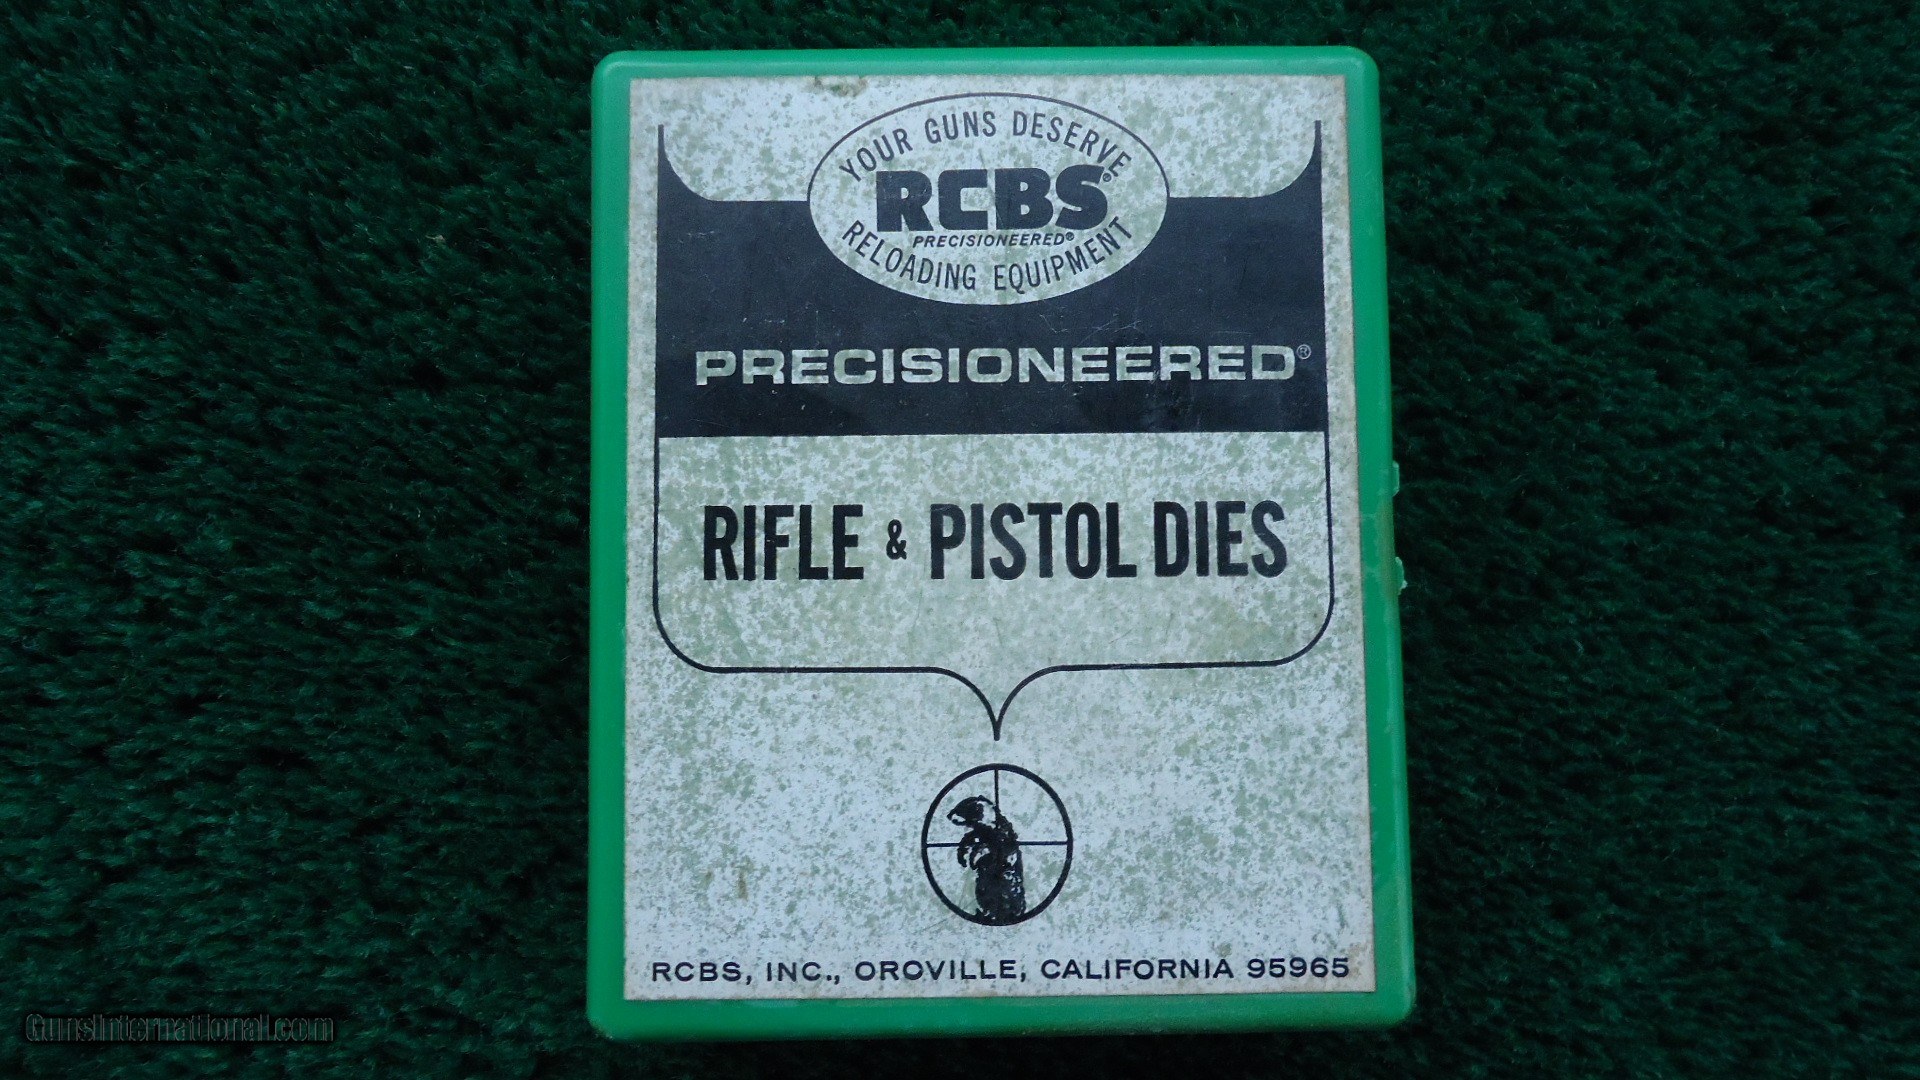 YOUR GUNS DESERVE
RCBS®
PRECISIONEERED®
RELOADING EQUIPMENT
PRECISIONEERED®
RIFLE & PISTOL DIES
RCBS, INC., OROVILLE, CALIFORNIA 95965
GunsInternational.com